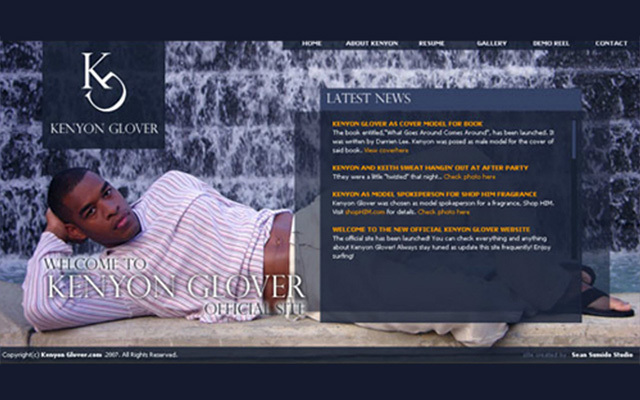 HOME ABOUT KENYON RESUME GALLERY DEMO REEL CONTACT
KG
KENYON GLOVER
LATEST NEWS
KENYON GLOVER AS COVER MODEL FOR BOOK
The book entitled,"What Goes Around Comes Around", has been launched. It
was written by Darrien Lee. Kenyon was posed as male model for the cover of
said book. View coverhere
KENYON AND KEITH SWEAT HANGIN' OUT AT AFTER PARTY
They were a little "twisted" that night.. Check photo here
KENYON AS MODEL SPOKEPERSON FOR SHOP HIM FRAGRANCE
Kenyon Glover was chosen as model spokeperson for a fragrance, Shop HIM.
Visit shopHIM.com for details. Check photo here
WELCOME TO THE NEW OFFICIAL KENYON GLOVER WEBSITE
The official site has been launched! You can check everything and anything
about Kenyon Glover! Always stay tuned as update this site frequently! Enjoy
surfing!
WELCOME TO
KENYON GLOVER
OFFICIAL SITE
Copyright(c) Kenyon Glover.com 2007. All Rights Reserved.
site created by : Sean Sumide Studio